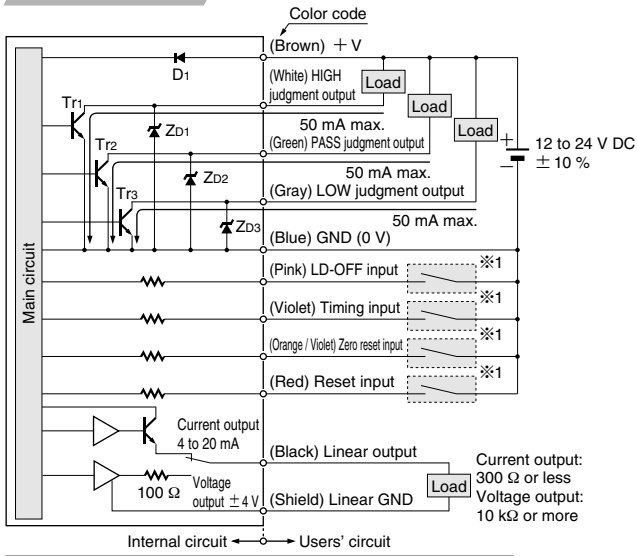 Color code
(Brown) + V
D1
(White) HIGH
judgment output
Load
Tr1
ZD1
Load
50 mA max.
(Green) PASS judgment output
Load
Tr2
ZD2
50 mA max.
+
12 to 24 V DC
± 10 %
−
(Gray) LOW judgment output
Tr3
ZD3
50 mA max.
(Blue) GND (0 V)
Main circuit
(Pink) LD-OFF input
※1
(Violet) Timing input
※1
(Orange / Violet) Zero reset input
※1
(Red) Reset input
※1
Current output
4 to 20 mA
(Black) Linear output
Load
Current output:
300 Ω or less
Voltage output:
10 kΩ or more
100 Ω
Voltage
output ± 4 V
(Shield) Linear GND
Internal circuit
Users' circuit